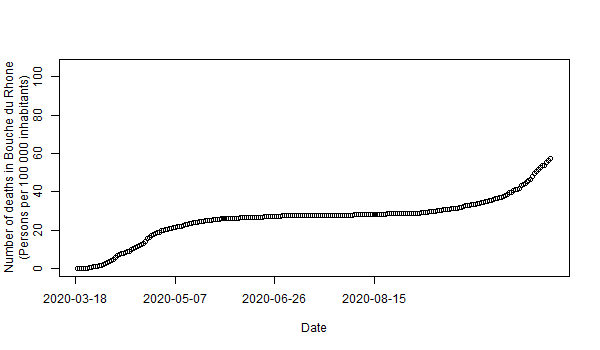 Number of deaths in Bouche du Rhone
(Persons per 100 000 inhabitants)
100
80
60
40
20
0
2020-03-18 2020-05-07 2020-06-26 2020-08-15
Date